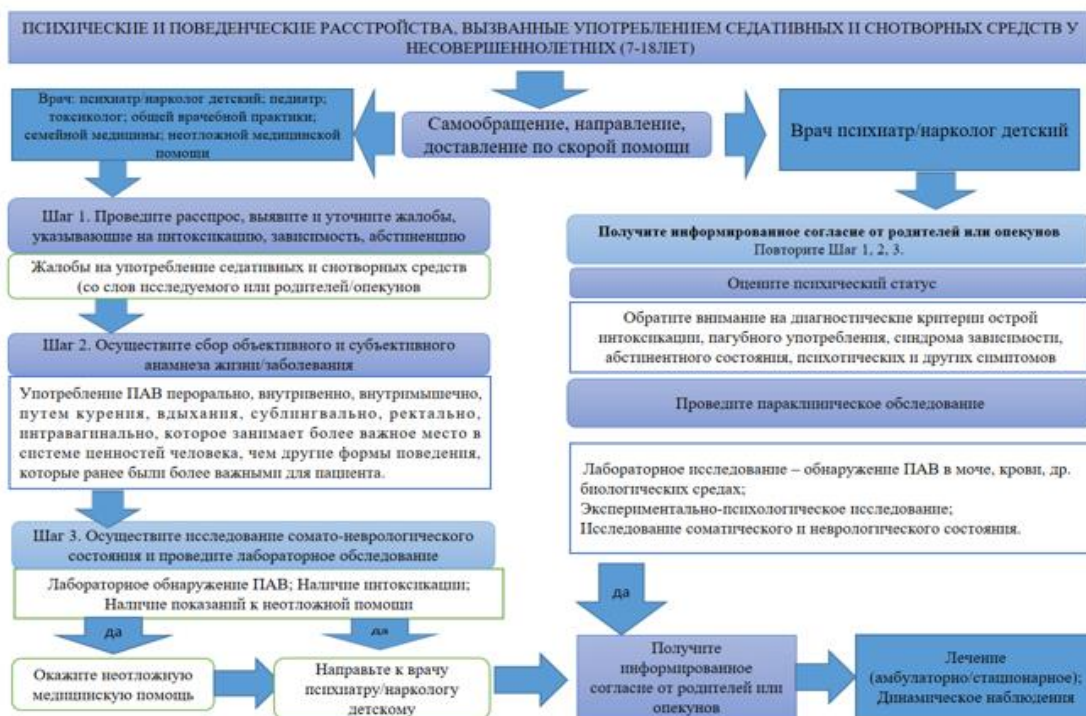 ПСИХИЧЕСКИЕ И ПОВЕДЕНЧЕСКИЕ РАССТРОЙСТВА, ВЫЗВАННЫЕ УПОТРЕБЛЕНИЕМ СЕДАТИВНЫХ И СНОТВОРНЫХ СРЕДСТВ У
НЕСОВЕРШЕННОЛЕТНИХ (7-18ЛЕТ)
Врач: психиатр/нарколог детский; педиатр;
токсиколог; общей врачебной практики;
семейной медицины; неотложной медицинской
помощи
Самообращение, направление,
доставление по скорой помощи
Врач психиатр/нарколог детский
Шаг 1. Проведите расспрос, выявите и уточните жалобы,
указывающие на интоксикацию, зависимость, абстиненцию
Жалобы на употребление седативных и снотворных средств
(со слов исследуемого или родителей/опекунов
Шаг 2. Осуществите сбор объективного и субъективного
анамнеза жизни/заболевания
Употребление ПАВ перорально, внутривенно, внутримышечно,
путем курения, вдыхания, сублингвально, ректально,
интравагинально, которое занимает более важное место в
системе ценностей человека, чем другие формы поведения,
которые ранее были более важными для пациента.
Шаг 3. Осуществите исследование сомато-неврологического
состояния и проведите лабораторное обследование
Лабораторное обнаружение ПАВ; Наличие интоксикации;
Наличие показаний к неотложной помощи
да
да
Окажите неотложную
медицинскую помощь
Направьте к врачу
психиатру/наркологу
детскому
Получите информированное согласие от родителей или опекунов
Повторите Шаг 1, 2, 3.
Оцените психический статус
Обратите внимание на диагностические критерии острой
интоксикации, пагубного употребления, синдрома зависимости,
абстинентного состояния, психотических и других симптомов
Проведите параклиническое обследование
Лабораторное исследование – обнаружение ПАВ в моче, крови, др.
биологических средах;
Экспериментально-психологическое исследование;
Исследование соматического и неврологического состояния.
да
Получите
информированное
согласие от родителей или
опекунов
Лечение
(амбулаторно/стационарное);
Динамическое наблюдения